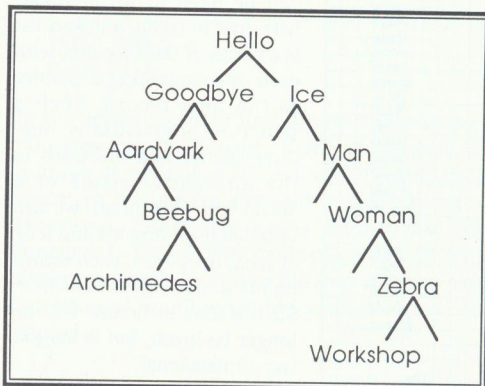 Hello
Goodbye Ice
Aardvark Man
Beebug Woman
Archimedes Zebra
Workshop